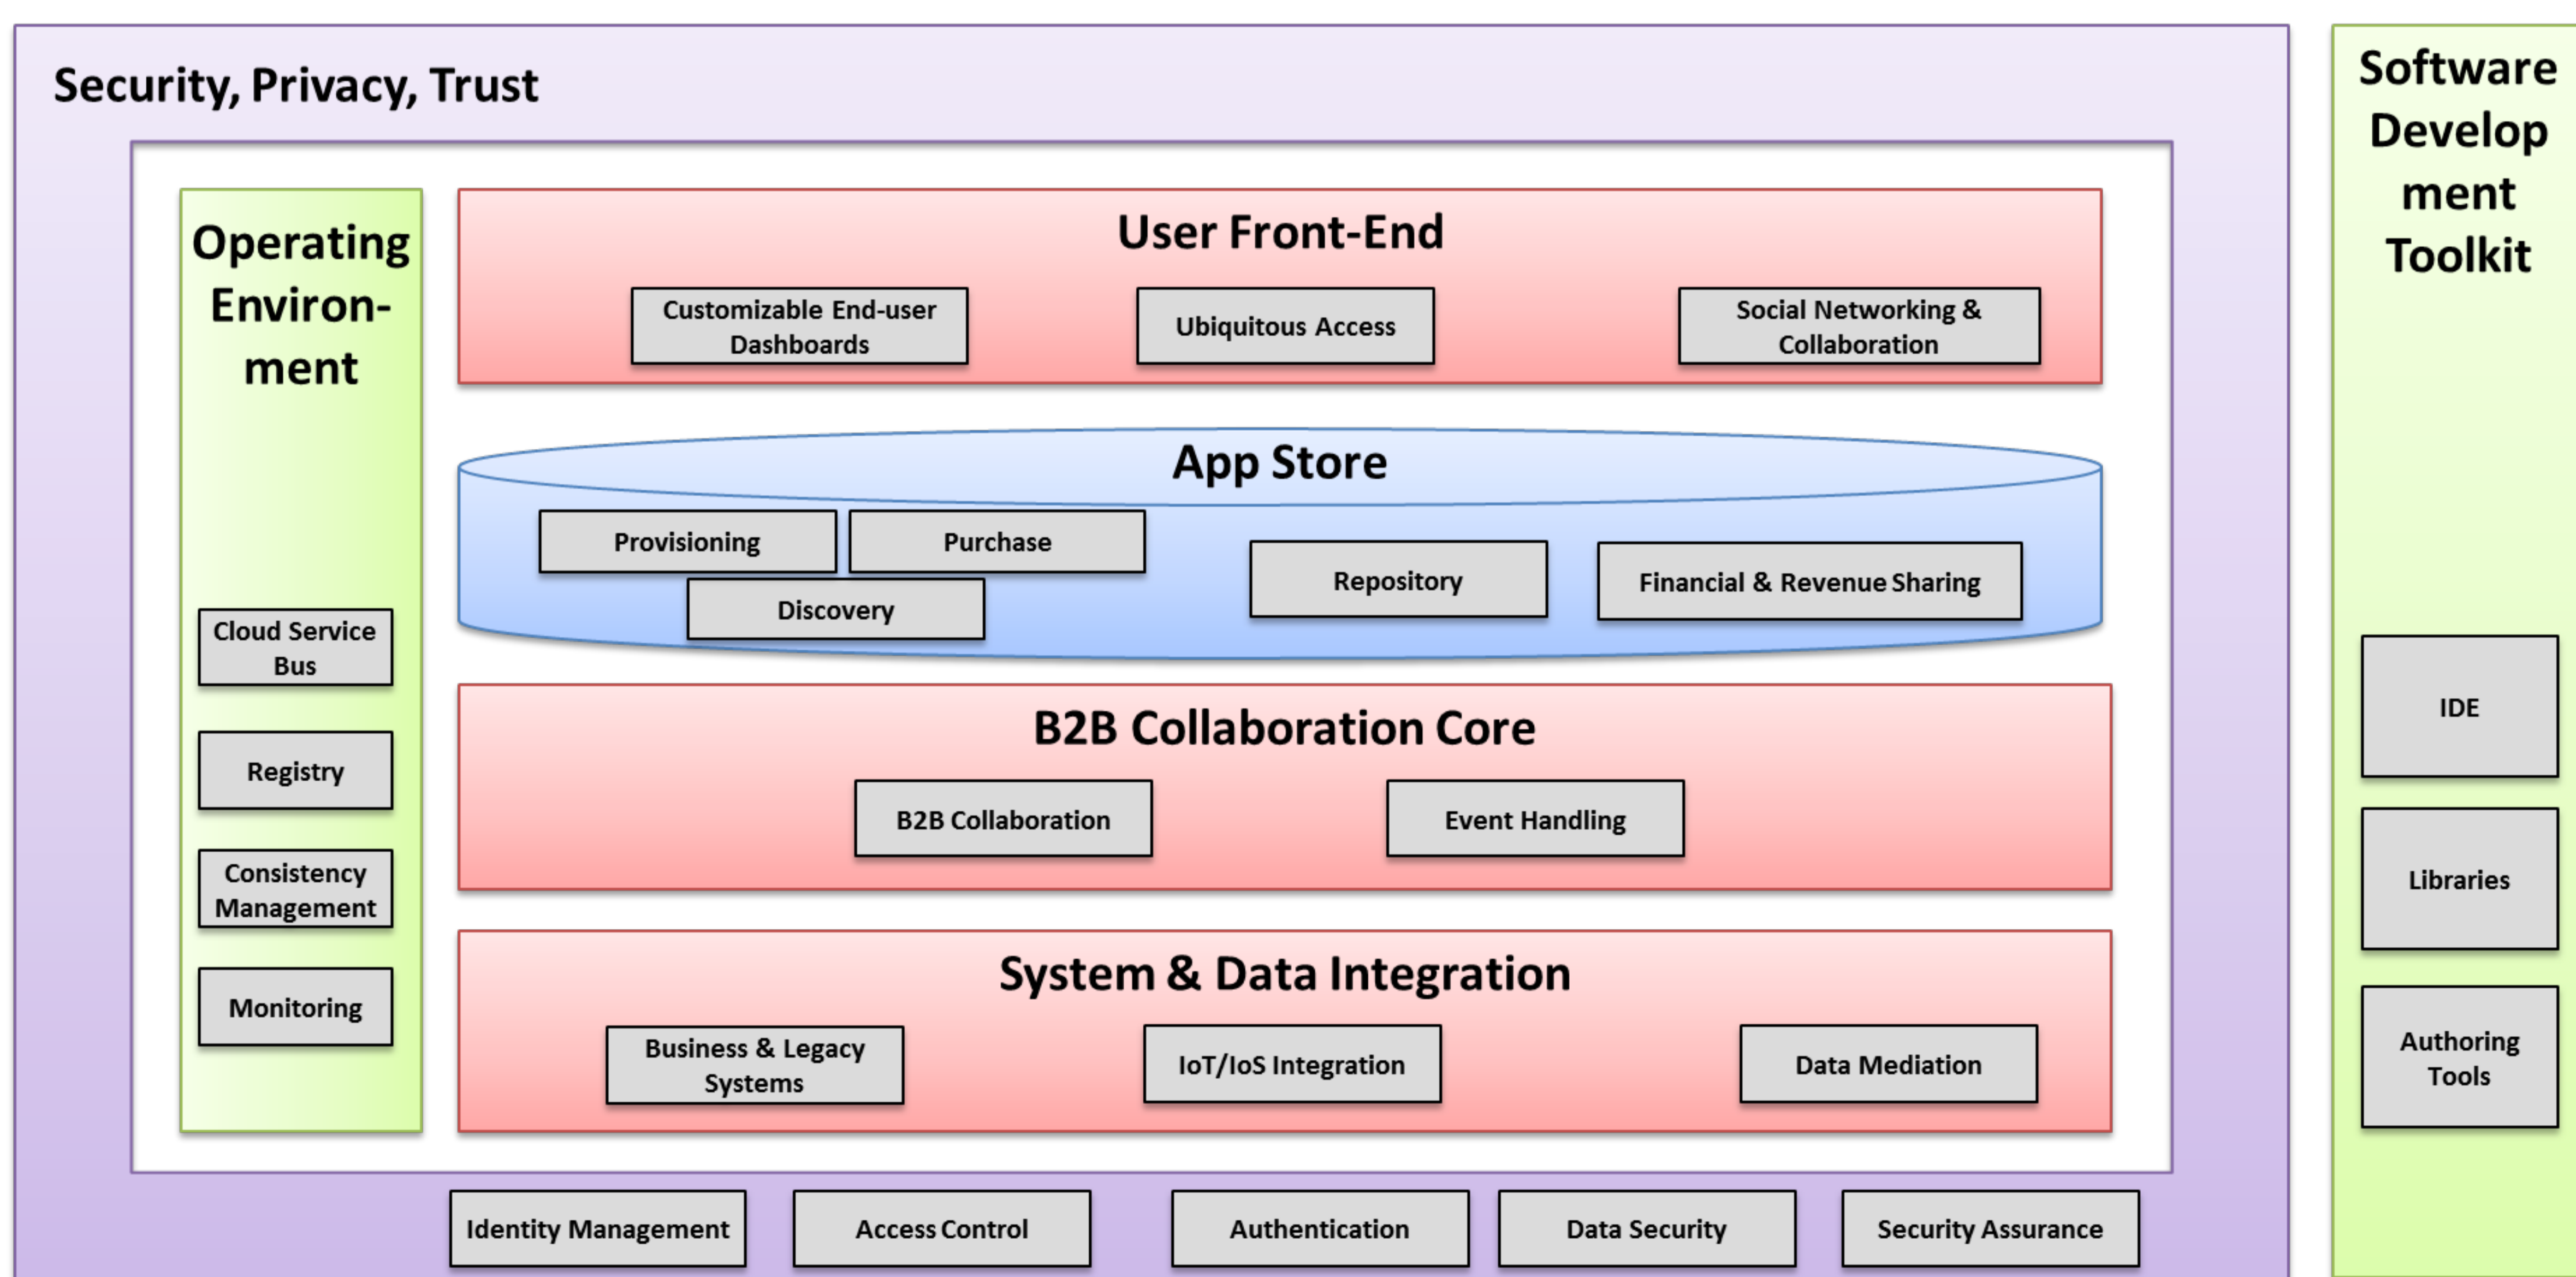 Security, Privacy, Trust
Operating
Environ-
ment
Cloud Service
Bus
Registry
Consistency
Management
Monitoring
User Front-End
Customizable End-user
Dashboards
Ubiquitous Access
Social Networking &
Collaboration
App Store
Provisioning
Purchase
Discovery
Repository
Financial & Revenue Sharing
B2B Collaboration Core
B2B Collaboration
Event Handling
System & Data Integration
Business & Legacy
Systems
IoT/IoS Integration
Data Mediation
Identity Management
Access Control
Authentication
Data Security
Security Assurance
Software
Develop
ment
Toolkit
IDE
Libraries
Authoring
Tools